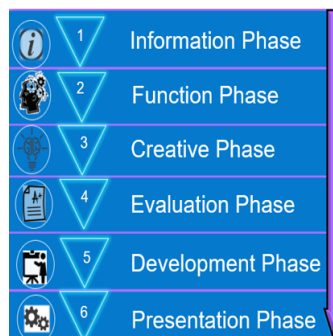 1 Information Phase
2 Function Phase
3 Creative Phase
4 Evaluation Phase
5 Development Phase
6 Presentation Phase